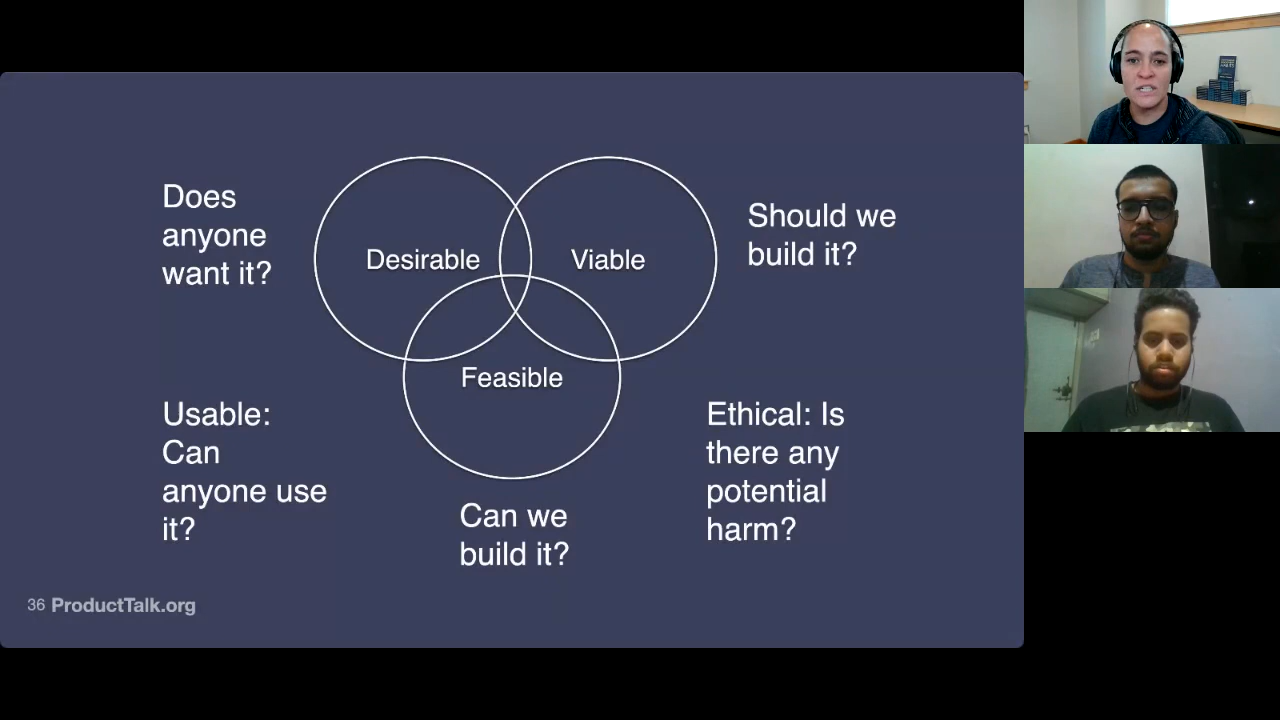 Does
anyone
want it?
Desirable
Viable
Should we
build it?
Feasible
Usable:
Can
anyone use
it?
Can we
build it?
Ethical: Is
there any
potential
harm?
36 ProductTalk.org